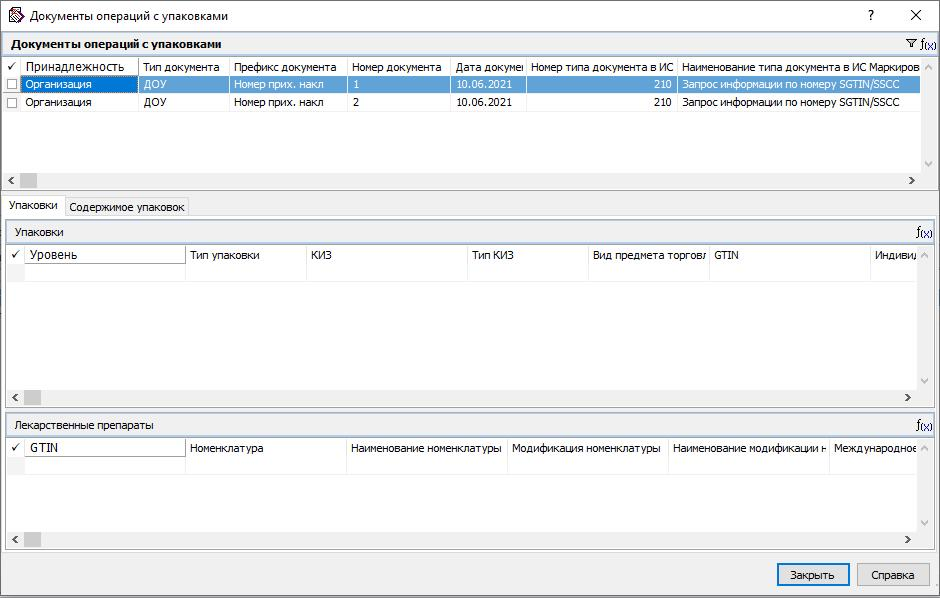 Документы операций с упаковками
?
Документы операций с упаковками
f(x)
Принадлежность Тип документа Префикс документа Номер документа Дата докуме Номер типа документа в ИС Наименование типа документа в ИС Маркиров
Организация ДОУ Номер прих. накл 1 10.06.2021 210 Запрос информации по номеру SGTIN/SSCC
Организация ДОУ Номер прих. накл 2 10.06.2021 210 Запрос информации по номеру SGTIN/SSCC
Упаковки Содержимое упаковок
Упаковки f(x)
Уровень Тип упаковки КИЗ Тип КИЗ Вид предмета торговл GTIN Индивид
Лекарственные препараты f(x)
GTIN Номенклатура Наименование номенклатуры Модификация номенклатуры Наименование модификации н Международное
Закрыть Справка